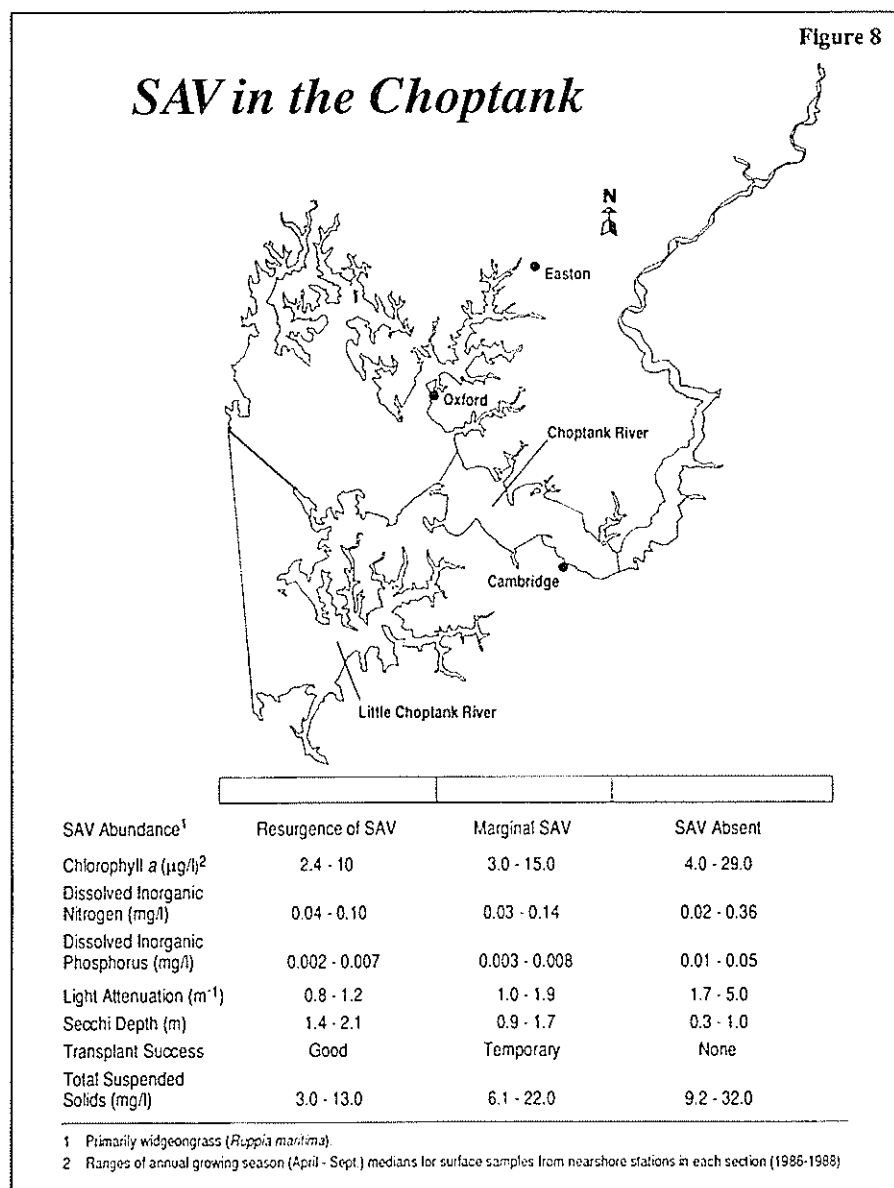 Figure 8
SAV in the Choptank
N
Easton
Oxford
Choptank River
Cambridge
Little Choptank River
SAV Abundance¹ Resurgence of SAV Marginal SAV SAV Absent
Chlorophyll a (µg/l)² 2.4 - 10 3.0 - 15.0 4.0 - 29.0
Dissolved Inorganic
Nitrogen (mg/l) 0.04 - 0.10 0.03 - 0.14 0.02 - 0.36
Dissolved Inorganic
Phosphorus (mg/l) 0.002 - 0.007 0.003 - 0.008 0.01 - 0.05
Light Attenuation (m⁻¹) 0.8 - 1.2 1.0 - 1.9 1.7 - 5.0
Secchi Depth (m) 1.4 - 2.1 0.9 - 1.7 0.3 - 1.0
Transplant Success Good Temporary None
Total Suspended
Solids (mg/l) 3.0 - 13.0 6.1 - 22.0 9.2 - 32.0
1 Primarily widgeongrass (Ruppia maritima).
2 Ranges of annual growing season (April - Sept.) medians for surface samples from nearshore stations in each section (1986-1988)